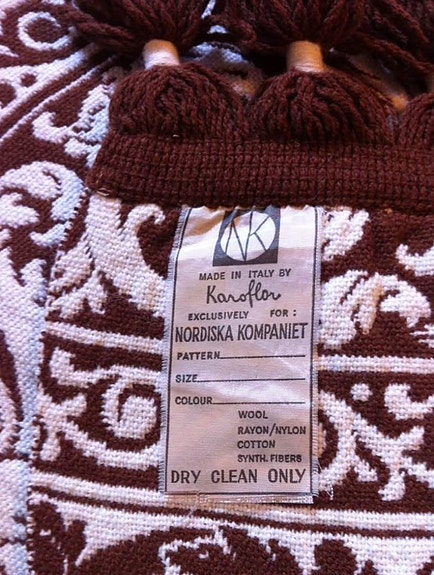 NK
MADE IN ITALY BY
Karoflor
EXCLUSIVELY FOR:
NORDISKA KOMPANIET
PATTERN
SIZE
COLOUR
WOOL
RAYON/NYLON
COTTON
SYNTH. FIBERS
DRY CLEAN ONLY